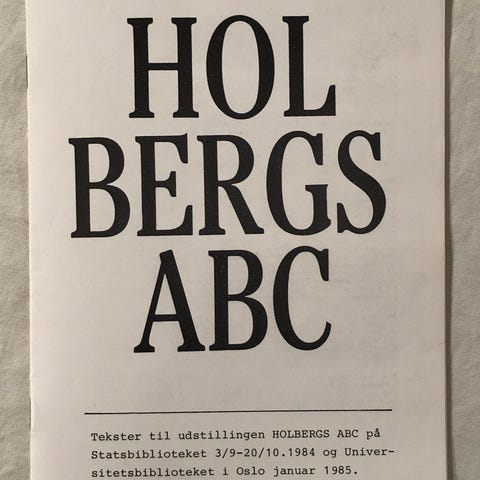 HOL
BERGS
ABC
Tekster til udstillingen HOLBERGS ABC på
Statsbiblioteket 3/9-20/10.1984 og Univer-
sitetsbiblioteket i Oslo januar 1985.